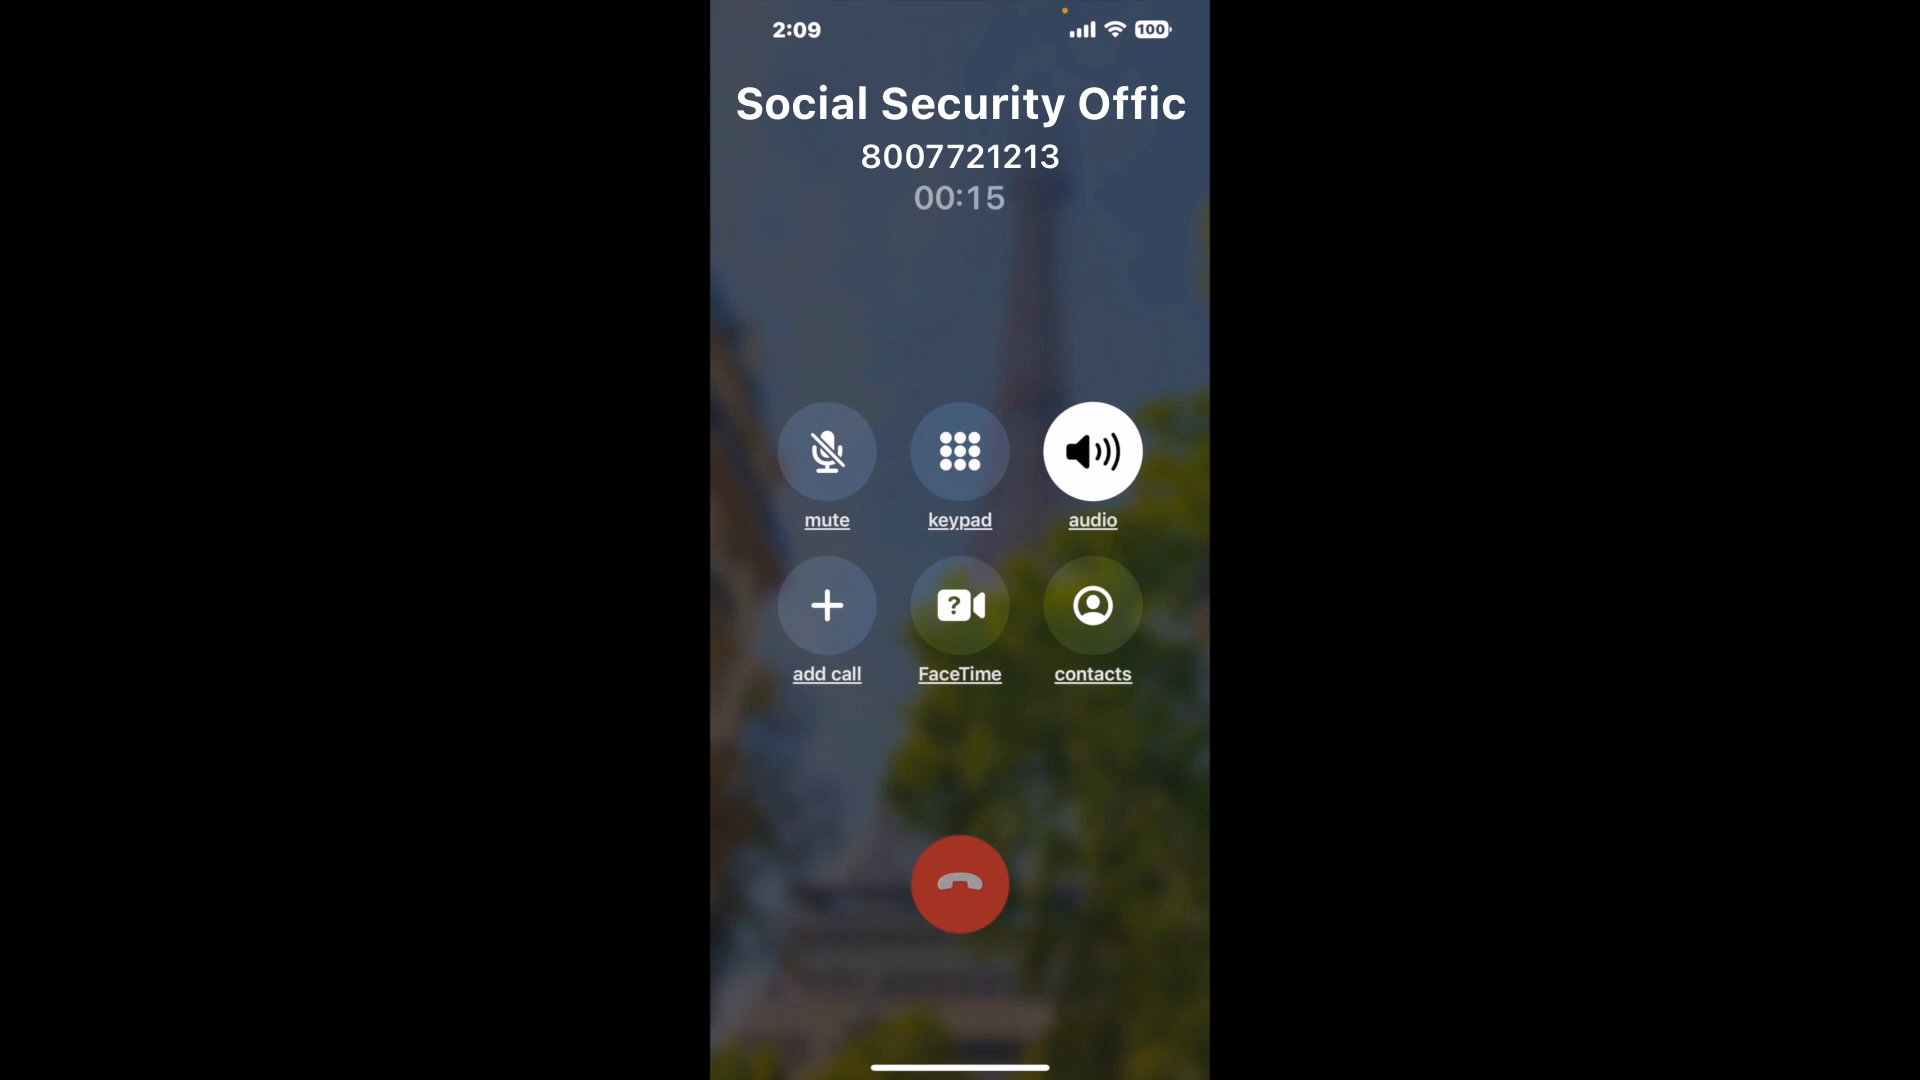 2:09
100
Social Security Offic
8007721213
00:15
mute
keypad
audio
?
add call
FaceTime
contacts